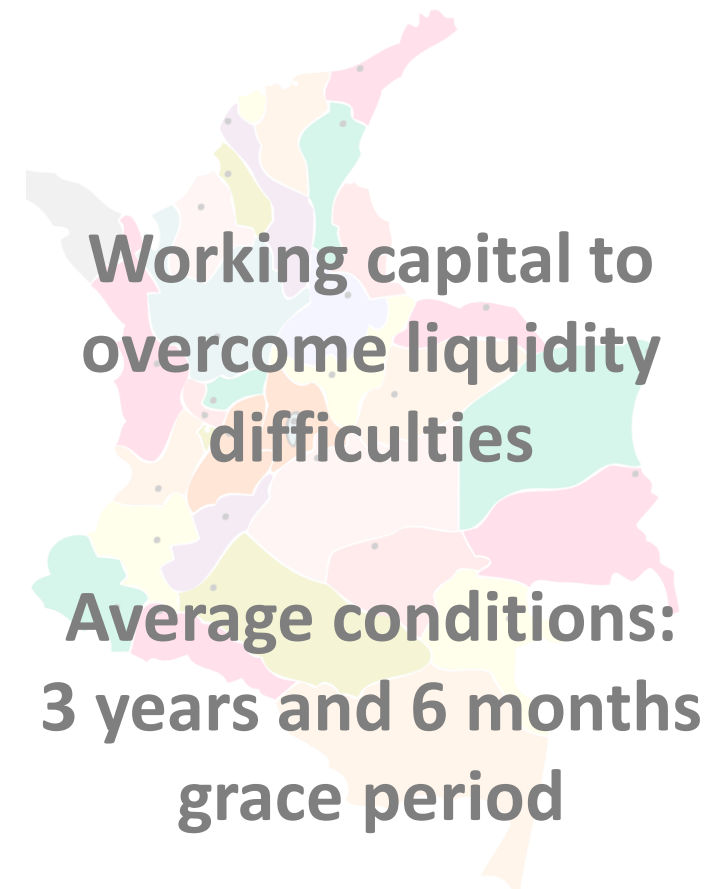 Working capital to
overcome liquidity
difficulties
Average conditions:
3 years and 6 months
grace period